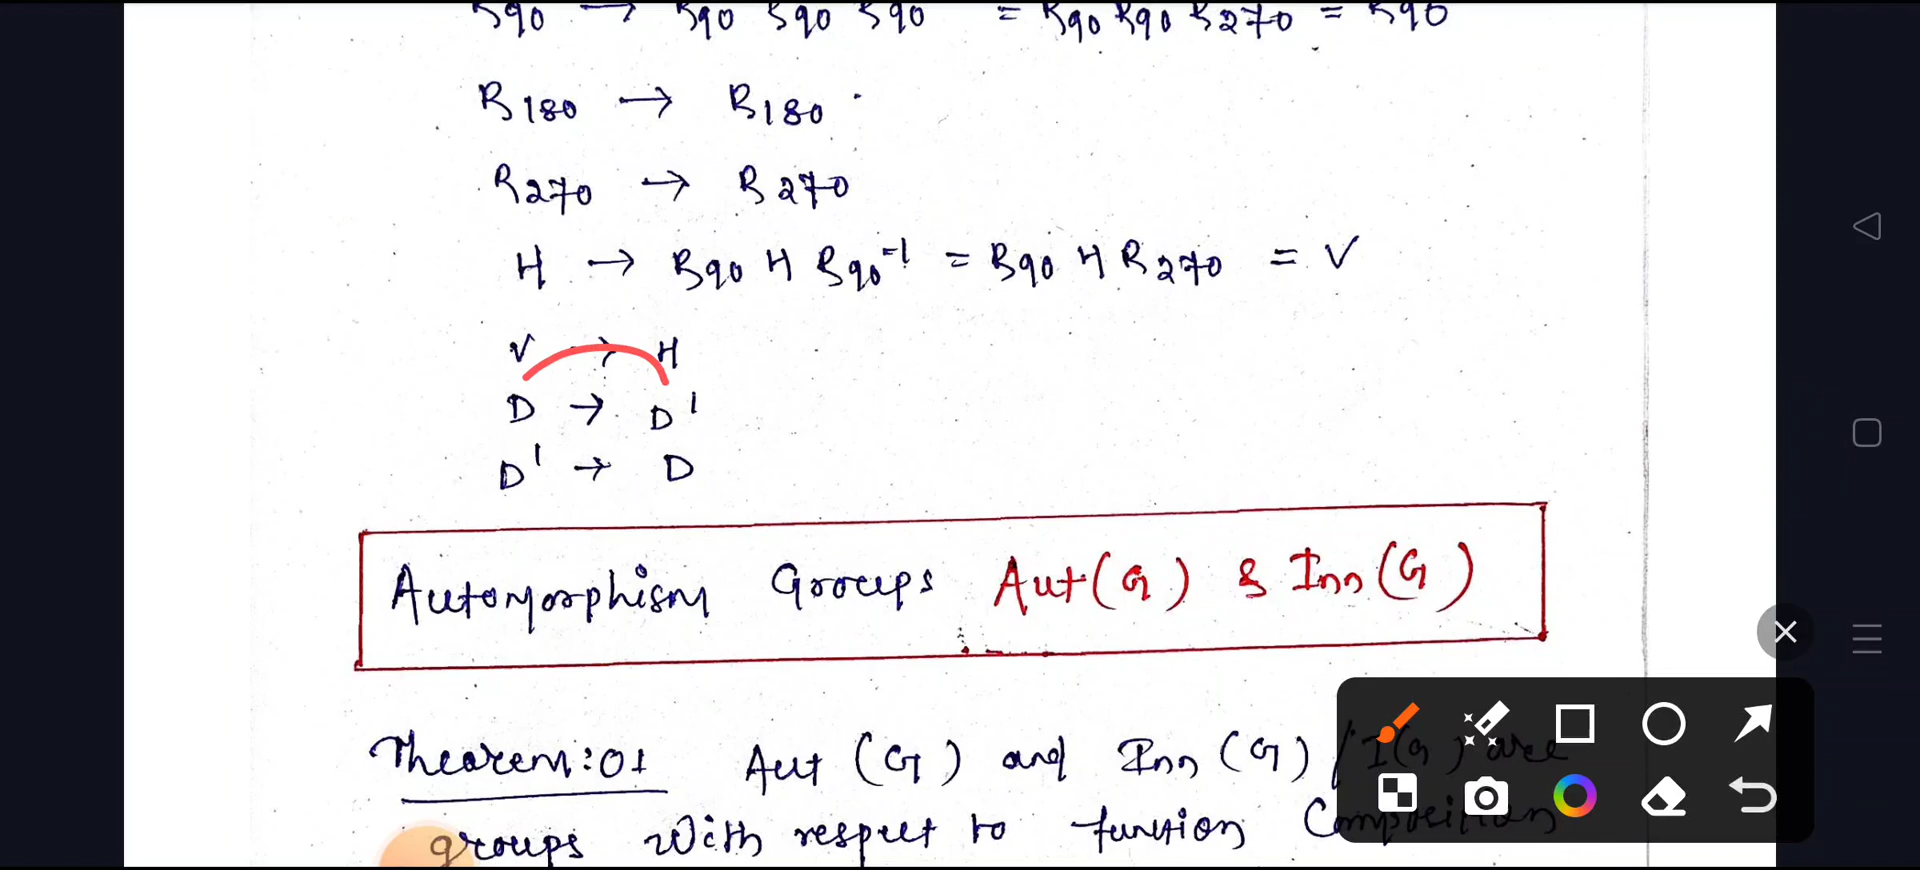 R90 → R90 R90 R90 = R90 R90 R270 = R90
R180 → R180
R270 → R270
H → R90 H R90⁻¹ = R90 H R270 = V
V → H
D → D'
D' → D
Automorphism Groups Aut(G) & Inn(G)
Theorem:01 Aut (G) and Inn (G) / I(G) are
groups with respect to function Composition